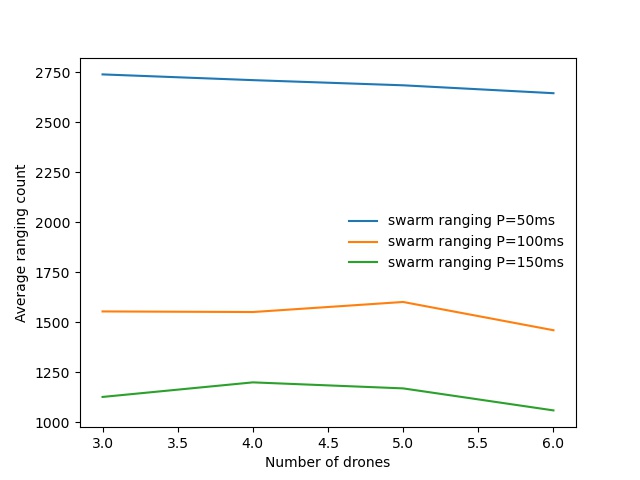 2750
2500
2250
2000
1750
1500
1250
1000
Average ranging count
swarm ranging P=50ms
swarm ranging P=100ms
swarm ranging P=150ms
3.0 3.5 4.0 4.5 5.0 5.5 6.0
Number of drones